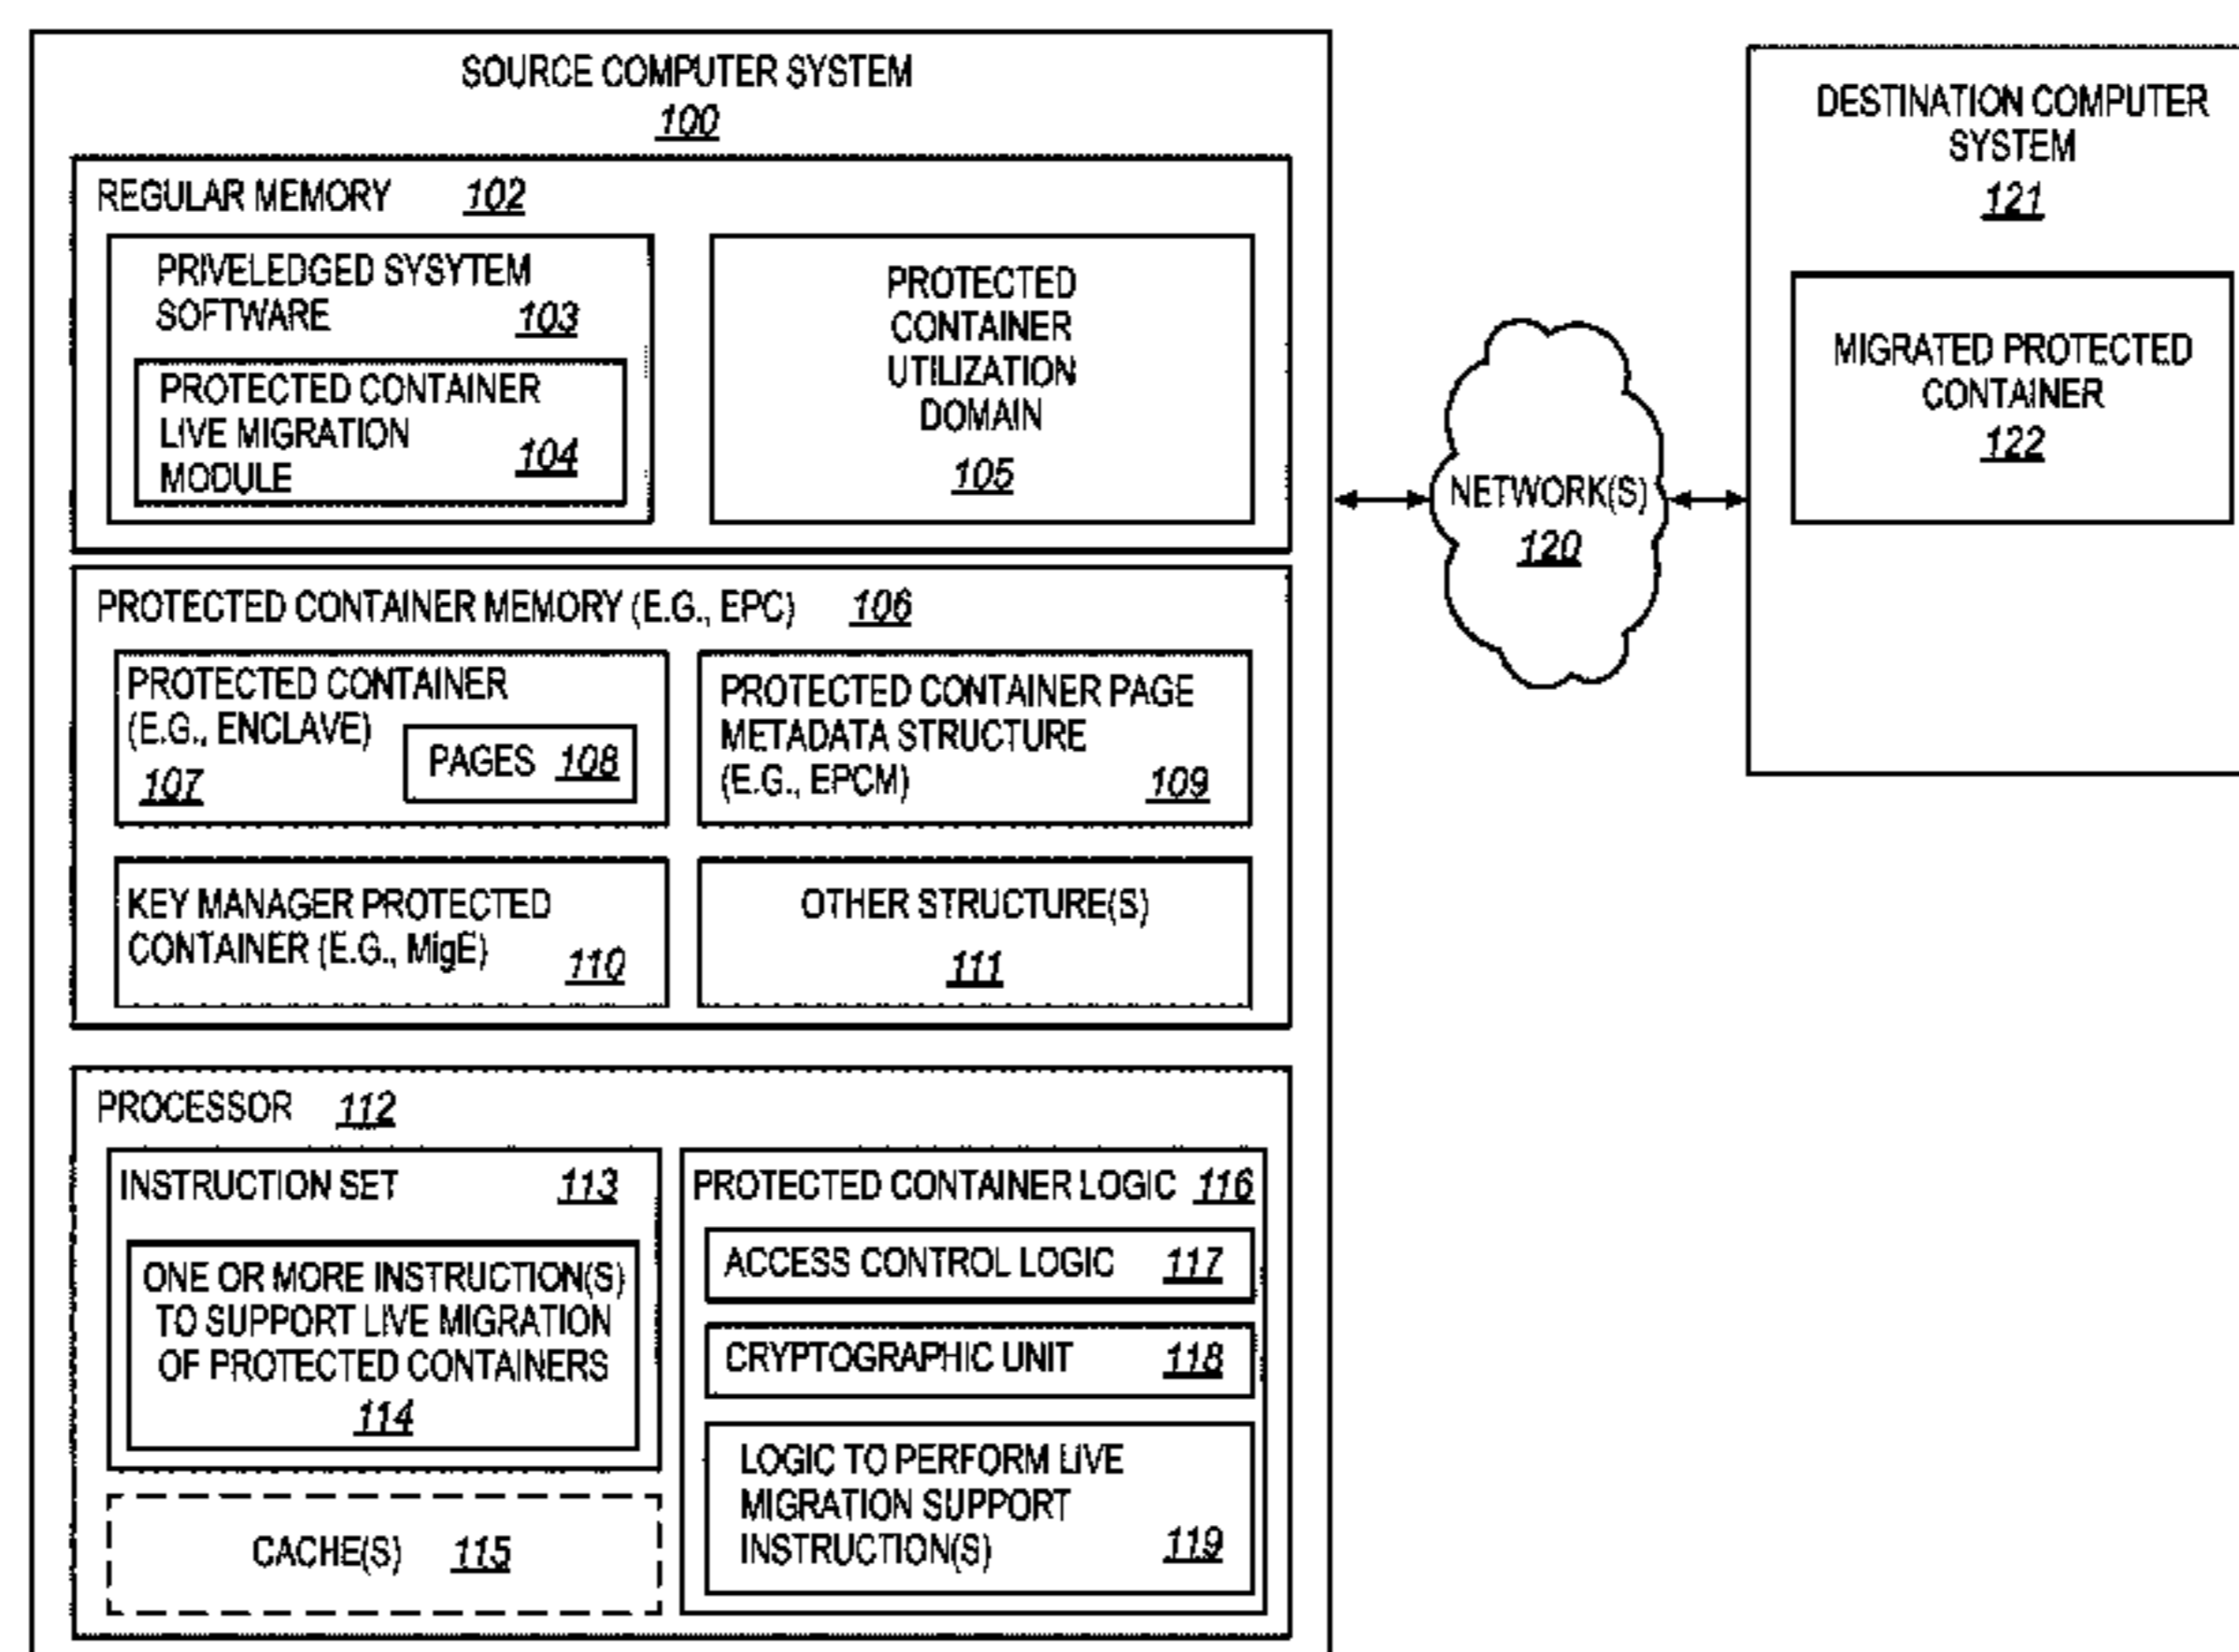 SOURCE COMPUTER SYSTEM
100
REGULAR MEMORY 102
PRIVELEDGED SYSYTEM
SOFTWARE 103
PROTECTED CONTAINER
LIVE MIGRATION
MODULE 104
PROTECTED
CONTAINER
UTILIZATION
DOMAIN
105
PROTECTED CONTAINER MEMORY (E.G., EPC) 106
PROTECTED CONTAINER
(E.G., ENCLAVE)
107
PAGES 108
PROTECTED CONTAINER PAGE
METADATA STRUCTURE
(E.G., EPCM) 109
KEY MANAGER PROTECTED
CONTAINER (E.G., MigE) 110
OTHER STRUCTURE(S)
111
PROCESSOR 112
INSTRUCTION SET 113
ONE OR MORE INSTRUCTION(S)
TO SUPPORT LIVE MIGRATION
OF PROTECTED CONTAINERS
114
CACHE(S) 115
PROTECTED CONTAINER LOGIC 116
ACCESS CONTROL LOGIC 117
CRYPTOGRAPHIC UNIT 118
LOGIC TO PERFORM LIVE
MIGRATION SUPPORT
INSTRUCTION(S) 119
NETWORK(S)
120
DESTINATION COMPUTER
SYSTEM
121
MIGRATED PROTECTED
CONTAINER
122